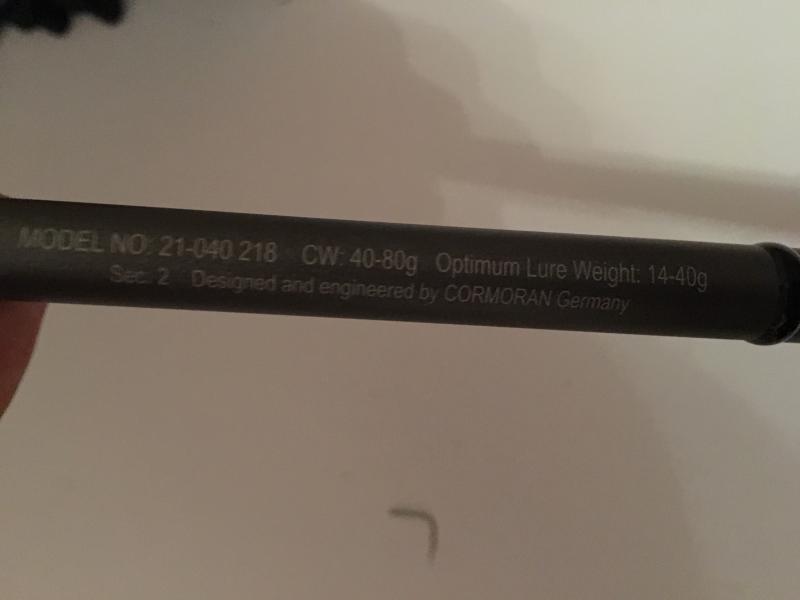 MODEL NO: 21-040 218 CW: 40-80g Optimum Lure Weight: 14-40g
Sec. 2 Designed and engineered by CORMORAN Germany